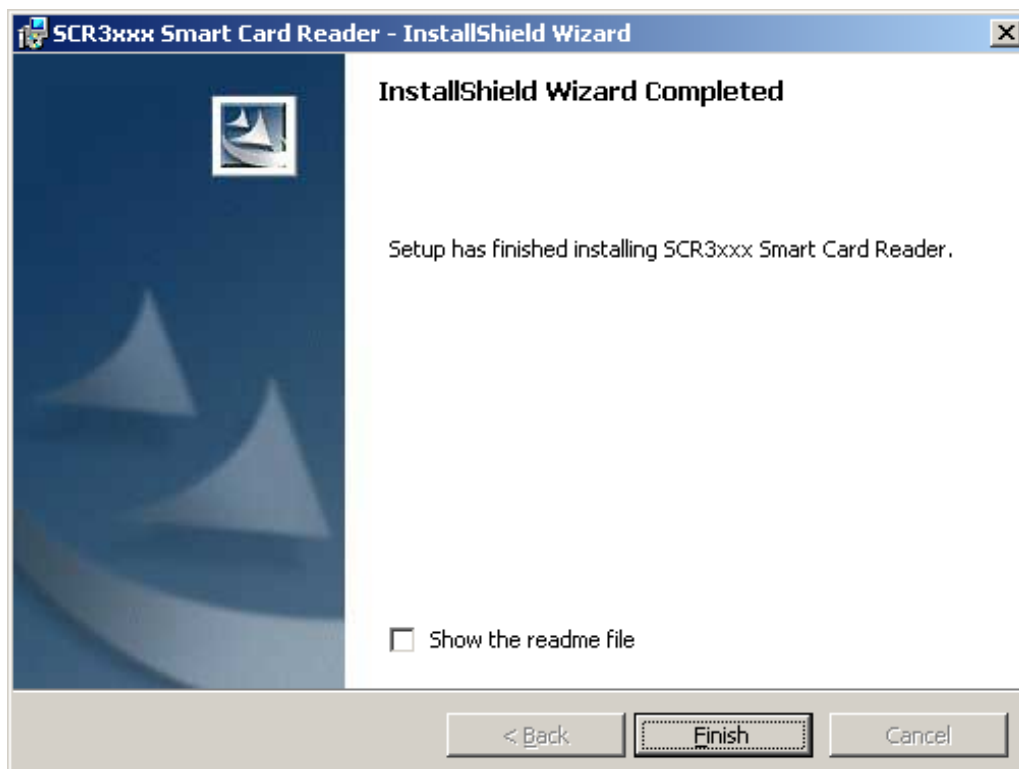 SCR3xxx Smart Card Reader - InstallShield Wizard
InstallShield Wizard Completed
Setup has finished installing SCR3xxx Smart Card Reader.
Show the readme file
< Back
Finish
Cancel